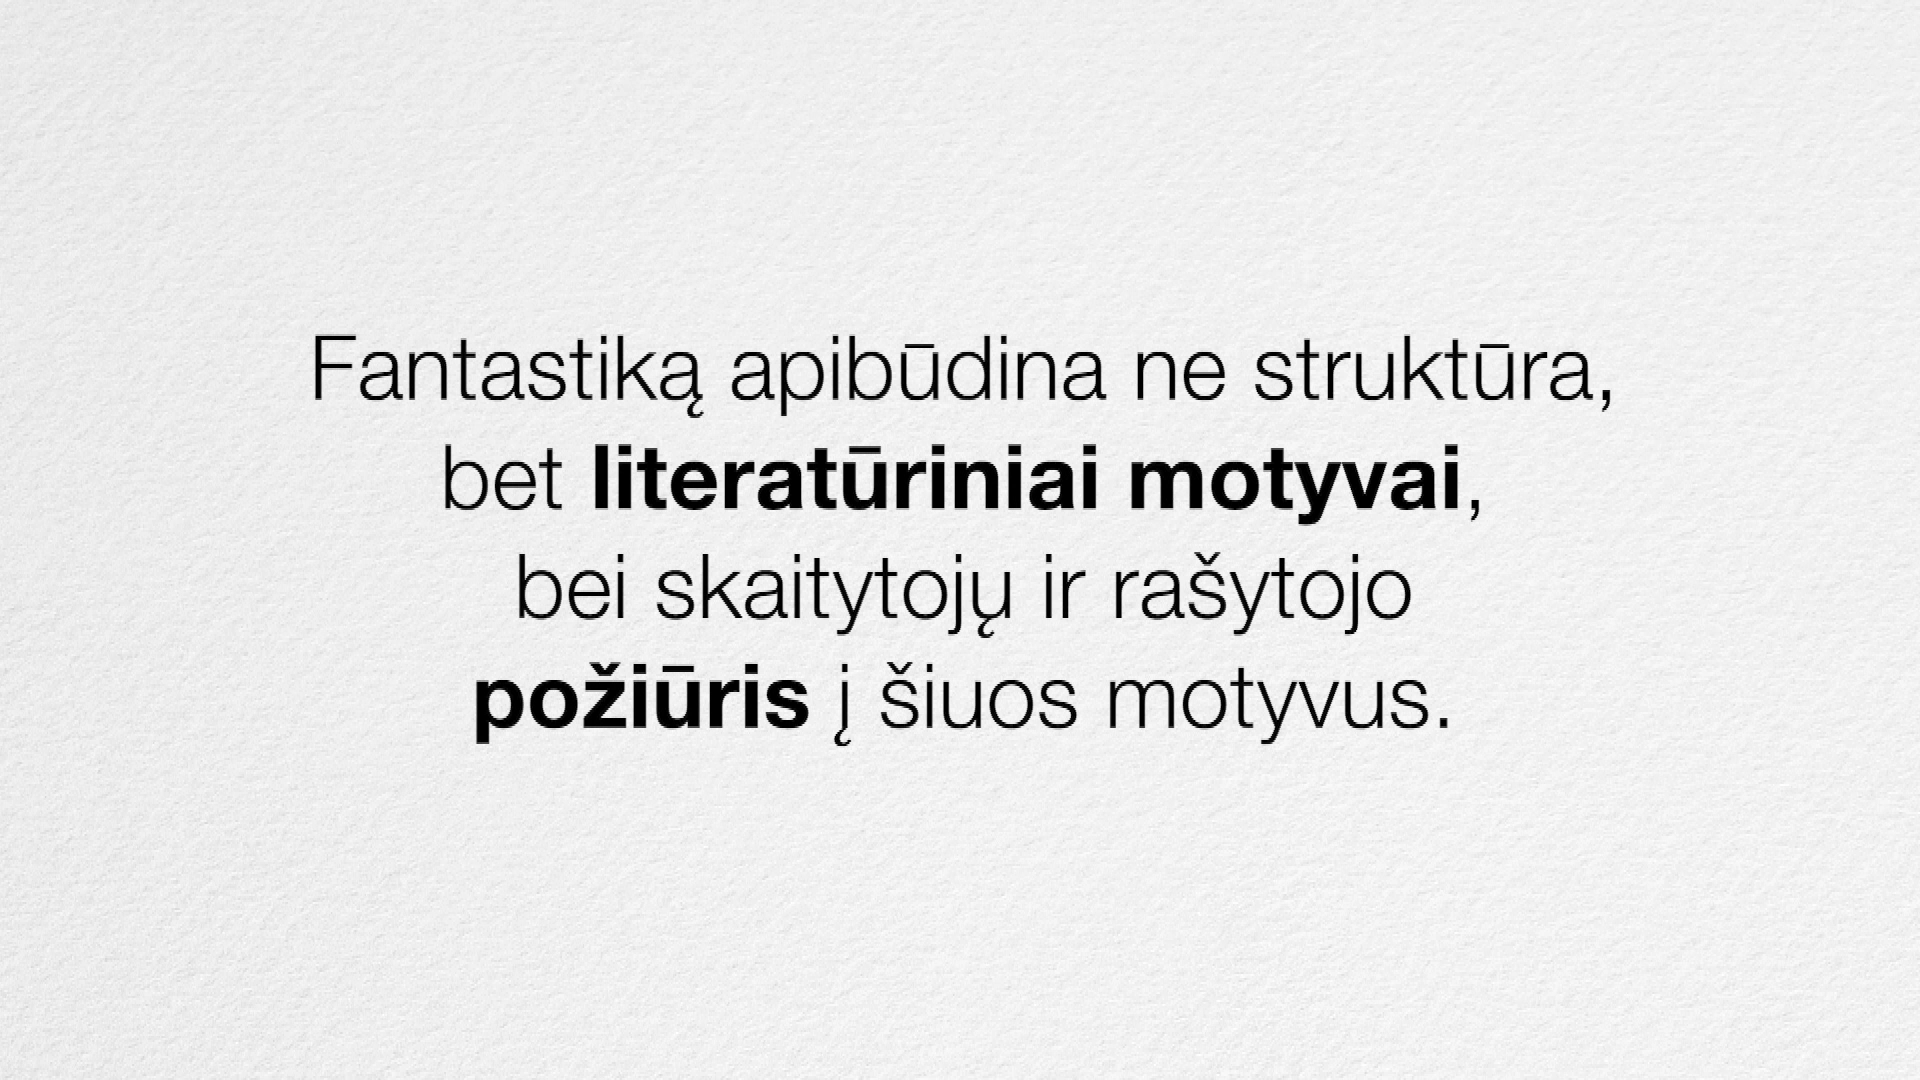 Fantastiką apibūdina ne struktūra,
bet literatūriniai motyvai,
bei skaitytojų ir rašytojo
požiūris į šiuos motyvus.